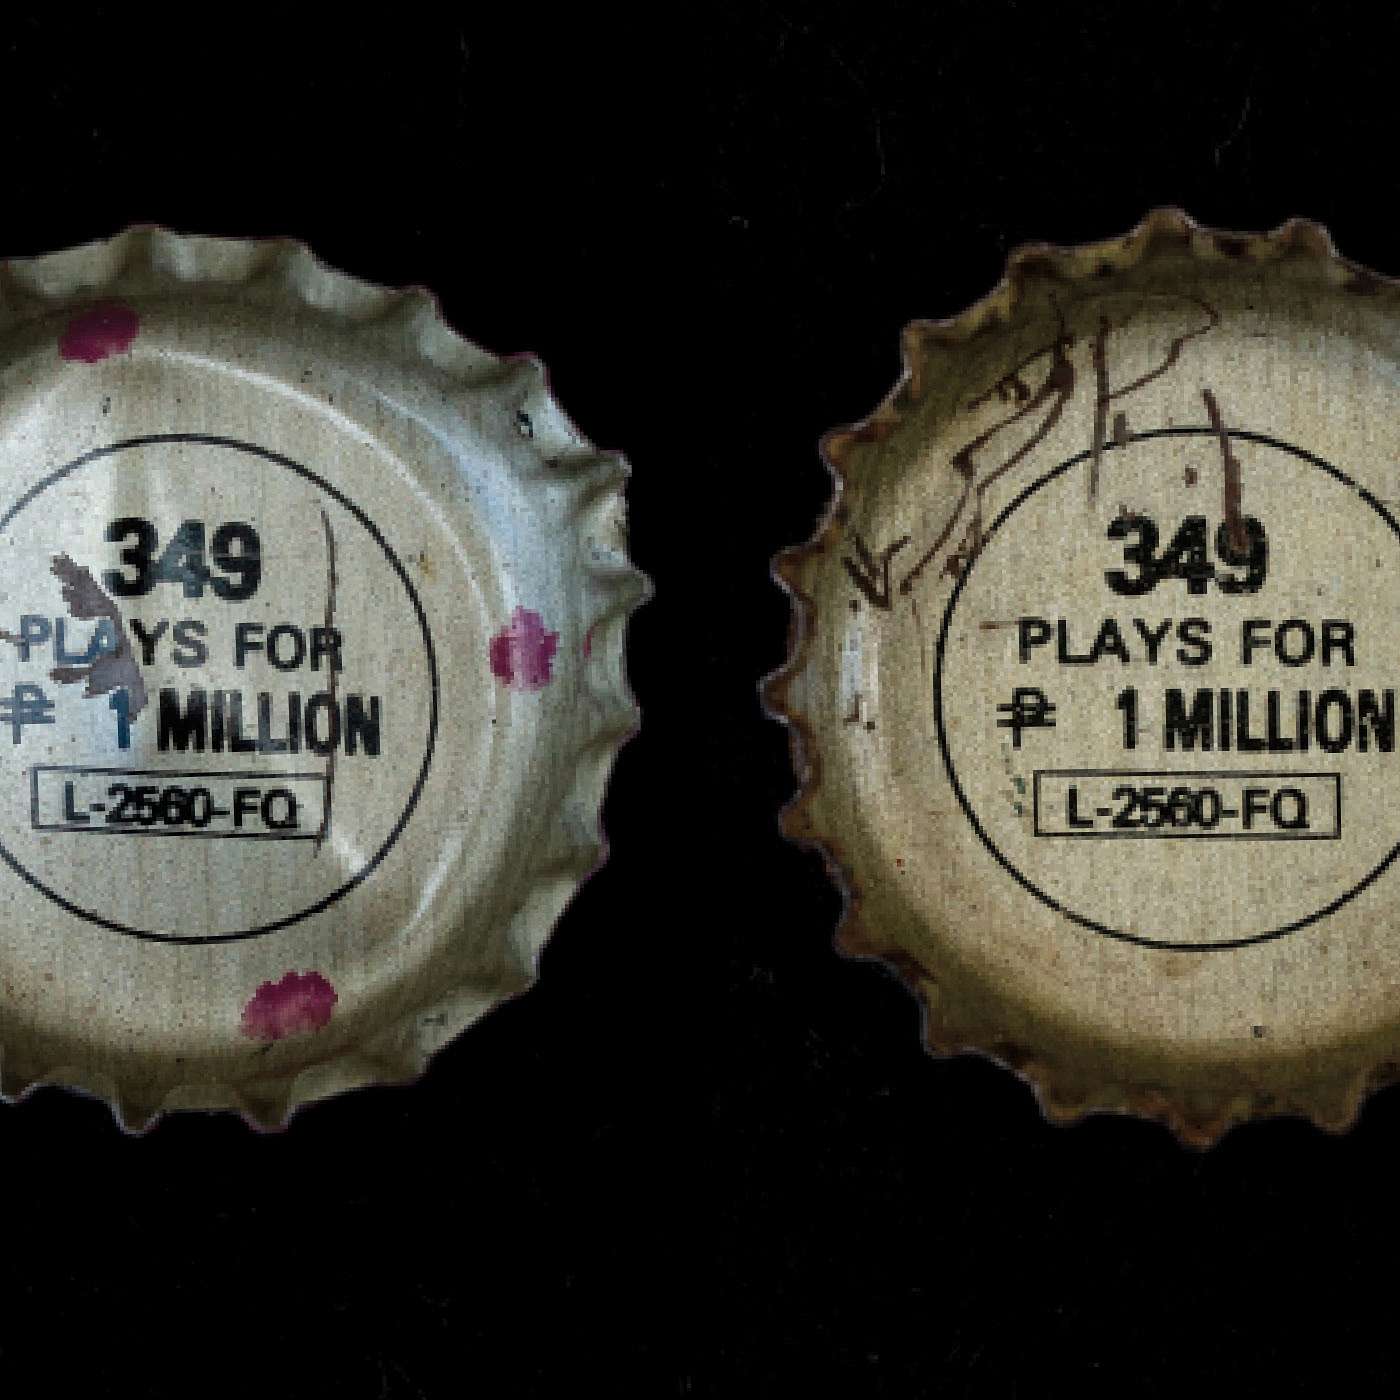 349
PLAYS FOR
₱ 1 MILLION
L-2560-FQ
349
PLAYS FOR
₱ 1 MILLION
L-2560-FQ